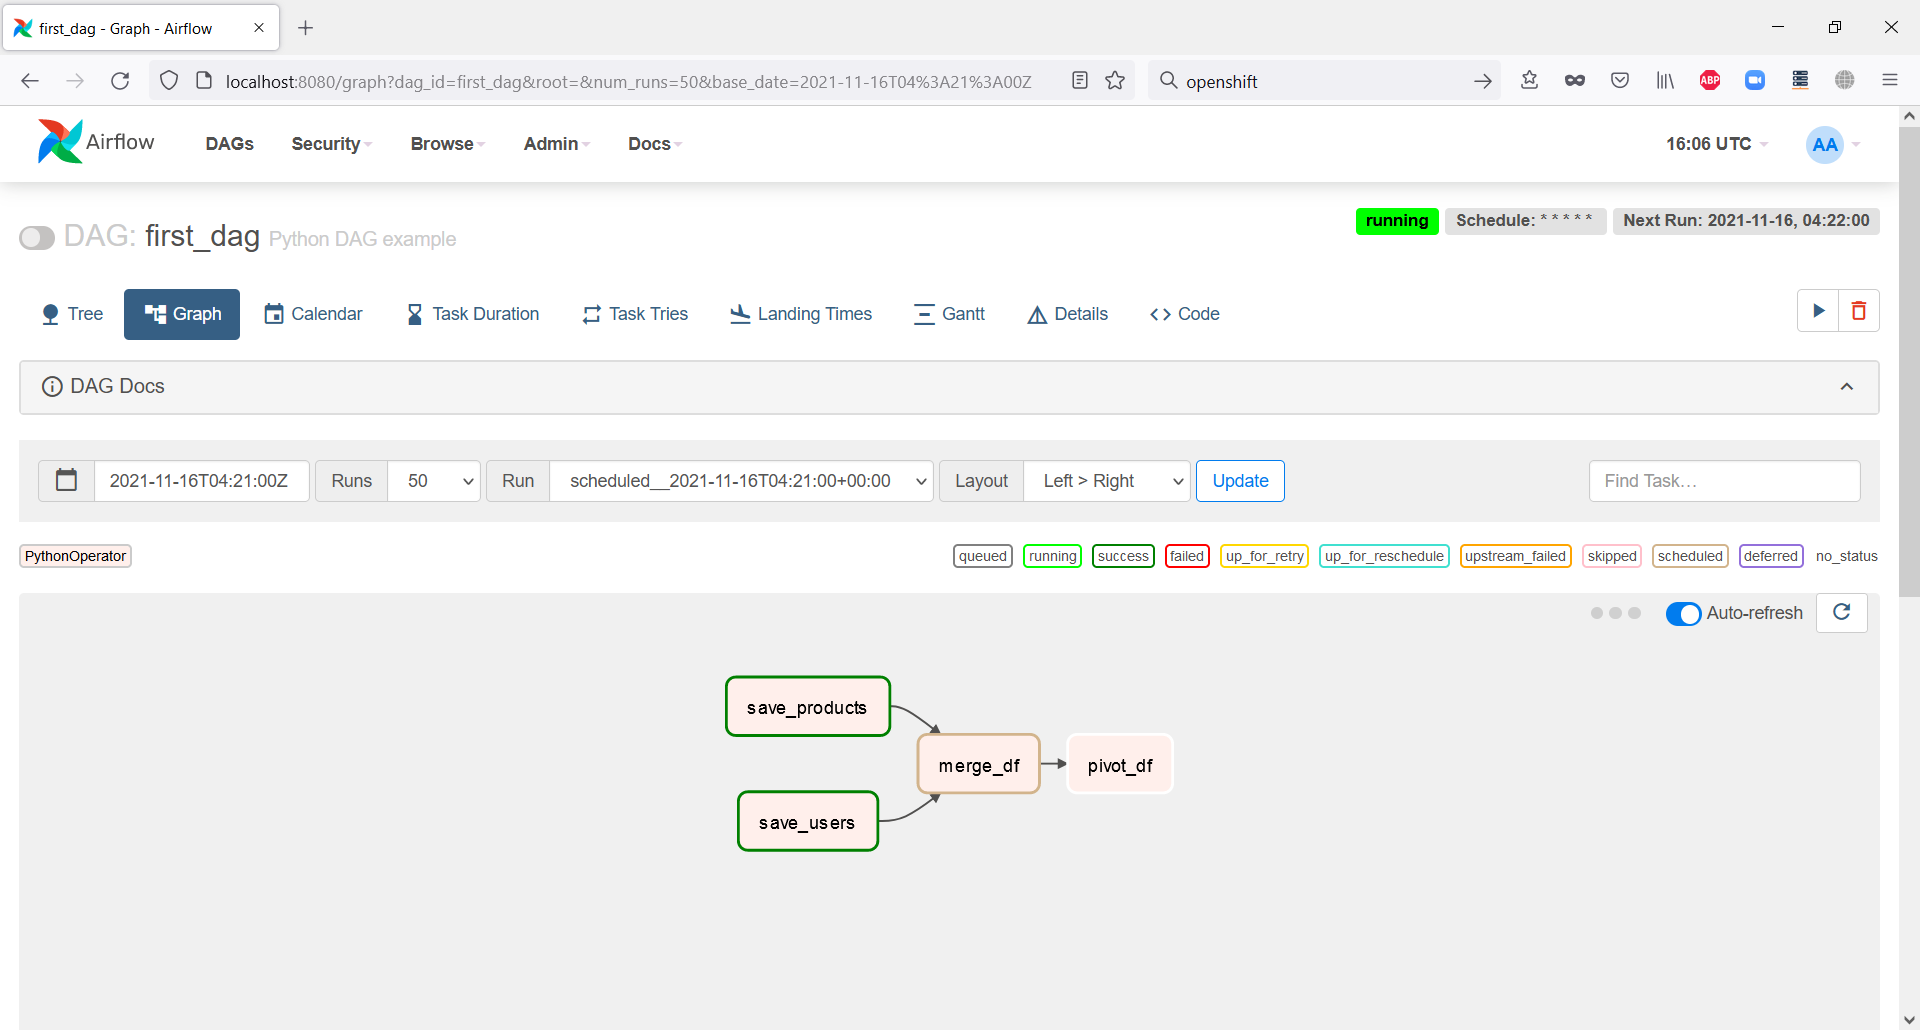 first_dag - Graph - Airflow
localhost:8080/graph?dag_id=first_dag&root=&num_runs=50&base_date=2021-11-16T04%3A21%3A00Z
openshift
ABP
Airflow DAGs Security Browse Admin Docs 16:06 UTC AA
DAG: first_dag Python DAG example
running Schedule: * * * * * Next Run: 2021-11-16, 04:22:00
Tree Graph Calendar Task Duration Task Tries Landing Times Gantt Details Code
DAG Docs
2021-11-16T04:21:00Z Runs 50 Run scheduled__2021-11-16T04:21:00+00:00 Layout Left > Right Update Find Task...
PythonOperator queued running success failed up_for_retry up_for_reschedule upstream_failed skipped scheduled deferred no_status
Auto-refresh
save_products
merge_df pivot_df
save_users